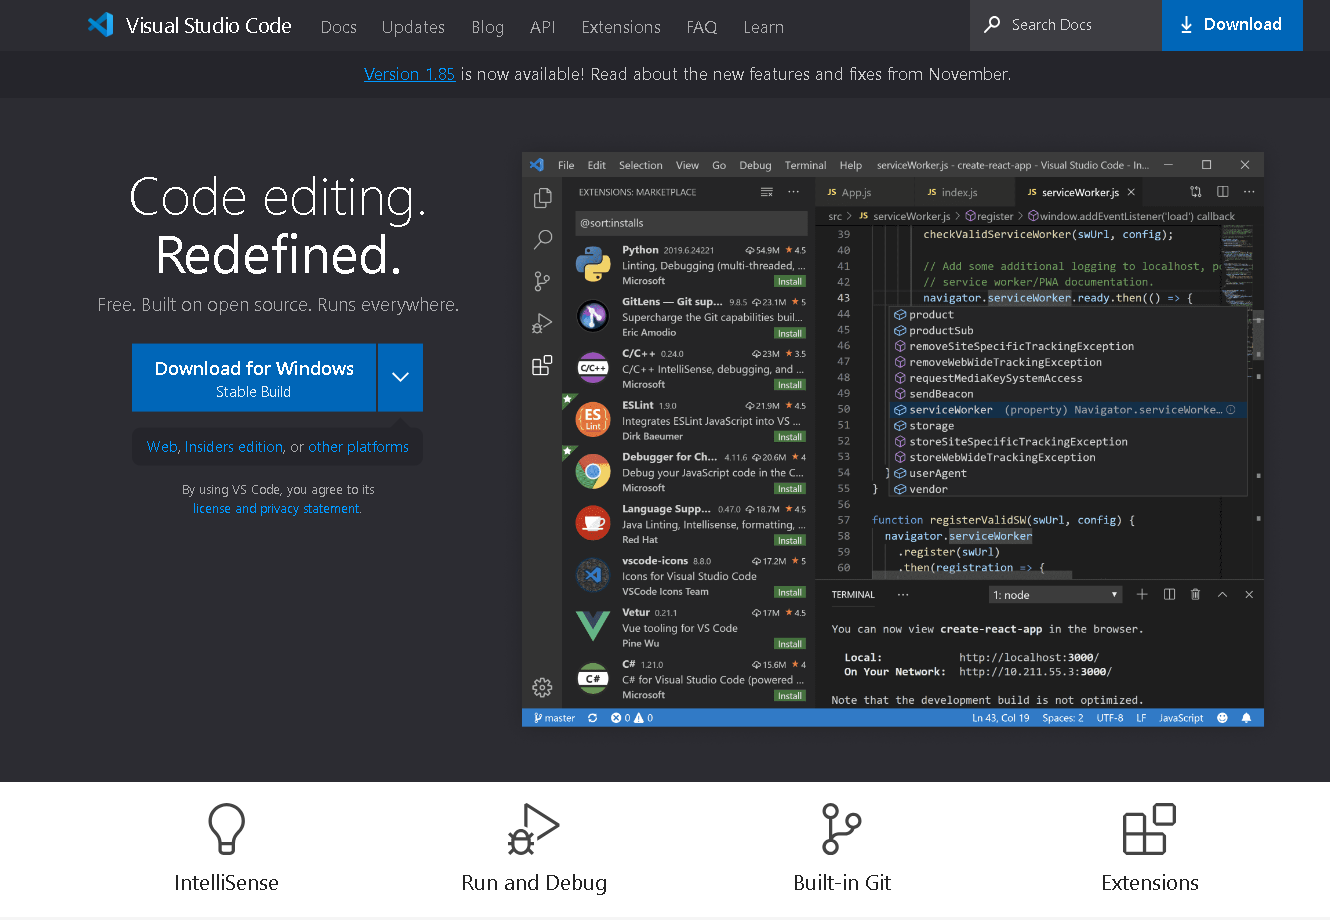 Visual Studio Code Docs Updates Blog API Extensions FAQ Learn Search Docs Download
Version 1.85 is now available! Read about the new features and fixes from November.
Code editing.
Redefined.
Free. Built on open source. Runs everywhere.
Download for Windows
Stable Build
Web, Insiders edition, or other platforms
By using VS Code, you agree to its
license and privacy statement.
File Edit Selection View Go Debug Terminal Help serviceWorker.js - create-react-app - Visual Studio Code - In...
EXTENSIONS: MARKETPLACE
@sort:installs
Python 2019.6.24221 54.9M ★ 4.5
Linting, Debugging (multi-threaded, ...
Microsoft Install
GitLens — Git sup... 9.8.5 23.1M ★ 5
Supercharge the Git capabilities buil...
Eric Amodio Install
C/C++
C/C++ 0.24.0 23M ★ 3.5
C/C++ IntelliSense, debugging, and ...
Microsoft Install
ES
Lint
ESLint 1.9.0 21.9M ★ 4.5
Integrates ESLint JavaScript into VS ...
Dirk Baeumer Install
Debugger for Ch... 4.11.6 20.6M ★ 4
Debug your JavaScript code in the C...
Microsoft Install
Language Supp... 0.47.0 18.7M ★ 4.5
Java Linting, Intellisense, formatting, ...
Red Hat Install
vscode-icons 8.8.0 17.2M ★ 5
Icons for Visual Studio Code
VSCode Icons Team Install
Vetur 0.21.1 17M ★ 4.5
Vue tooling for VS Code
Pine Wu Install
C#
C# 1.21.0 15.6M ★ 4
C# for Visual Studio Code (powered ...
Microsoft Install
JS App.js JS index.js JS serviceWorker.js
src > JS serviceWorker.js > register > window.addEventListener('load') callback
39 checkValidServiceWorker(swUrl, config);
40
41 // Add some additional logging to localhost, p
42 // service worker/PWA documentation.
43 navigator.serviceWorker.ready.then(() => {
44 product
45 productSub
46 removeSiteSpecificTrackingException
47 removeWebWideTrackingException
48 requestMediaKeySystemAccess
49 sendBeacon
50 serviceWorker (property) Navigator.serviceWorke...
51 storage
52 storeSiteSpecificTrackingException
53 storeWebWideTrackingException
54 } userAgent
55 } vendor
56
57 function registerValidSW(swUrl, config) {
58 navigator.serviceWorker
59 .register(swUrl)
60 .then(registration => {
TERMINAL ... 1: node
You can now view create-react-app in the browser.
Local: http://localhost:3000/
On Your Network: http://10.211.55.3:3000/
Note that the development build is not optimized.
master 0 0 Ln 43, Col 19 Spaces: 2 UTF-8 LF JavaScript
IntelliSense
Run and Debug
Built-in Git
Extensions